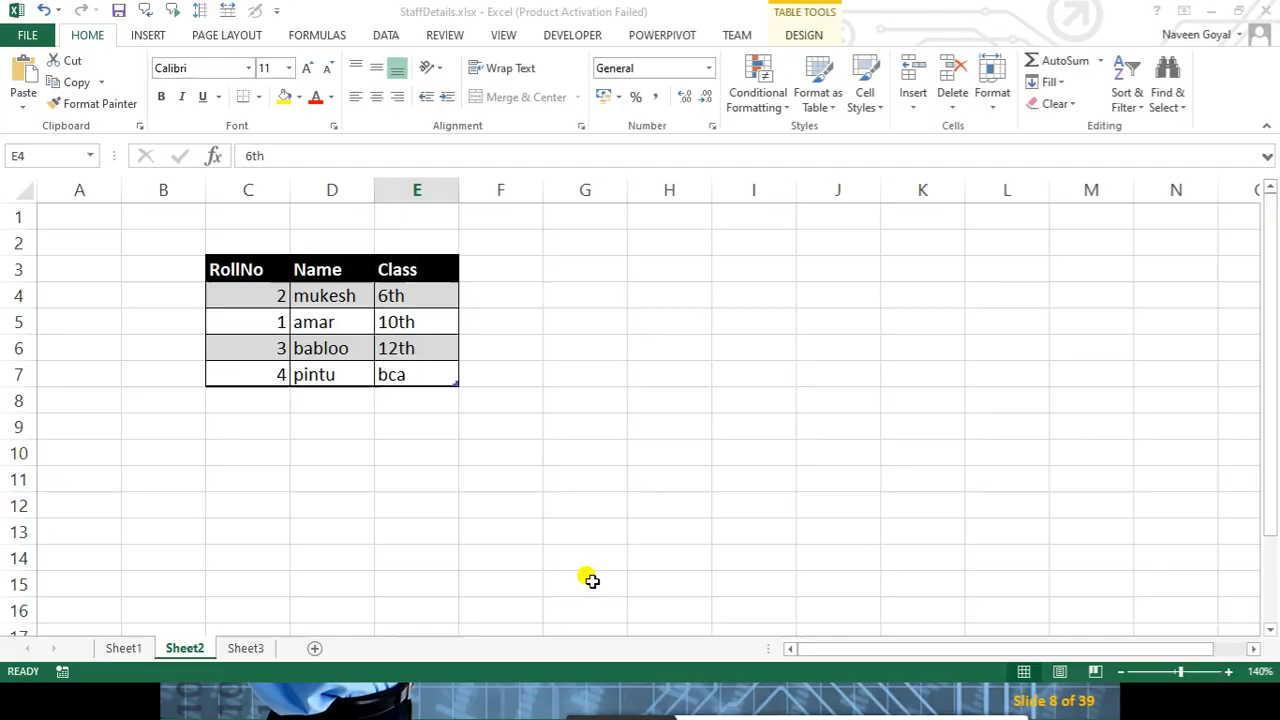 StaffDetails.xlsx - Excel (Product Activation Failed)
TABLE TOOLS
?
FILE HOME INSERT PAGE LAYOUT FORMULAS DATA REVIEW VIEW DEVELOPER POWERPIVOT TEAM DESIGN Naveen Goyal
Paste
Cut
Copy
Format Painter
Clipboard
Calibri 11
B I U
Font
Wrap Text
Merge & Center
Alignment
General
%
Number
Conditional Formatting
Format as Table
Cell Styles
Styles
Insert Delete Format
Cells
AutoSum
Fill
Clear
Sort & Filter
Find & Select
Editing
E4 fx 6th
A B C D E F G H I J K L M N
1
2
3 RollNo Name Class
4 2 mukesh 6th
5 1 amar 10th
6 3 babloo 12th
7 4 pintu bca
8
9
10
11
12
13
14
15
16
17
Sheet1 Sheet2 Sheet3
READY 140%
Slide 8 of 39